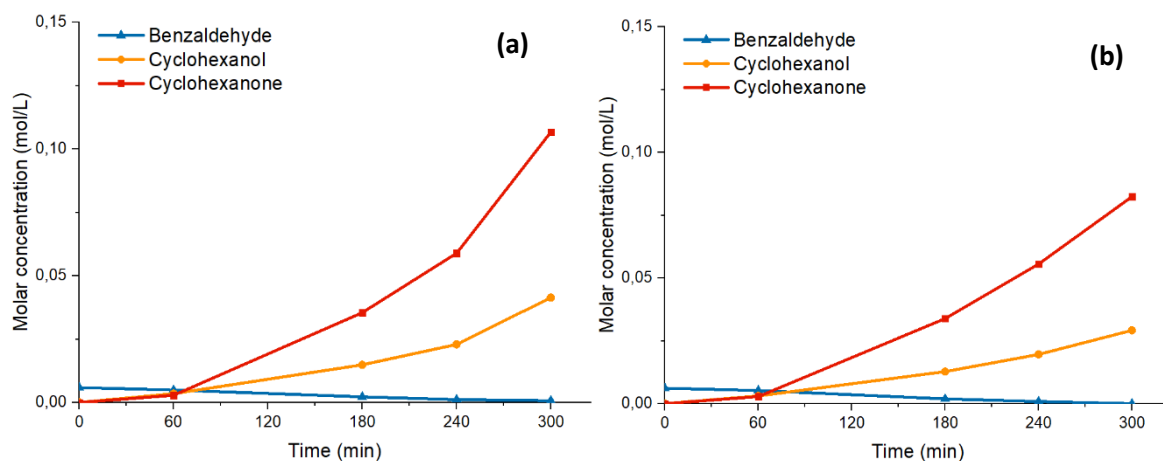 (a)
Benzaldehyde
Cyclohexanol
Cyclohexanone
Molar concentration (mol/L)
0,15
0,10
0,05
0,00
0 60 120 180 240 300
Time (min)
(b)
Benzaldehyde
Cyclohexanol
Cyclohexanone
Molar concentration (mol/L)
0,15
0,10
0,05
0,00
0 60 120 180 240 300
Time (min)